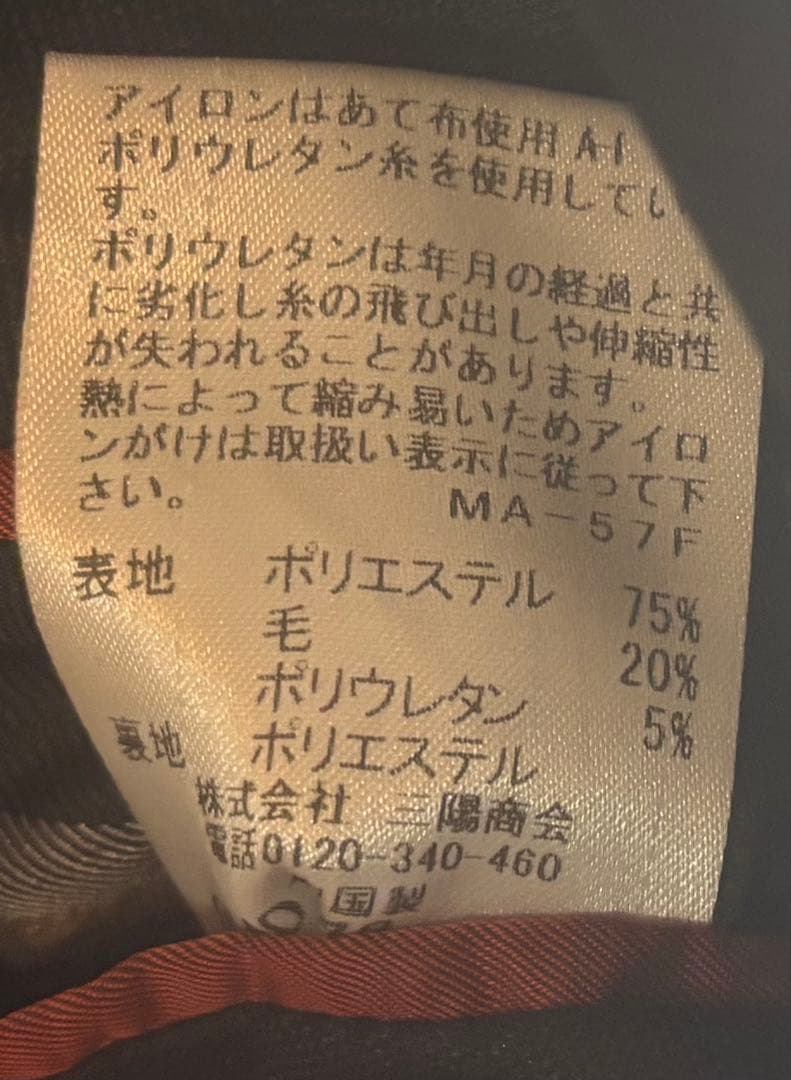 アイロンはあて布使用 A-1
ポリウレタン糸を使用してい
す。
ポリウレタンは年月の経過と共
に劣化し糸の飛び出しや伸縮性
が失われることがあります。
熱によって縮み易いためアイロ
ンがけは取扱い表示に従って下
さい。 MA-57F
表地 ポリエステル 75%
毛 20%
ポリウレタン 5%
裏地 ポリエステル
株式会社 三陽商会
電話0120-340-460
国製